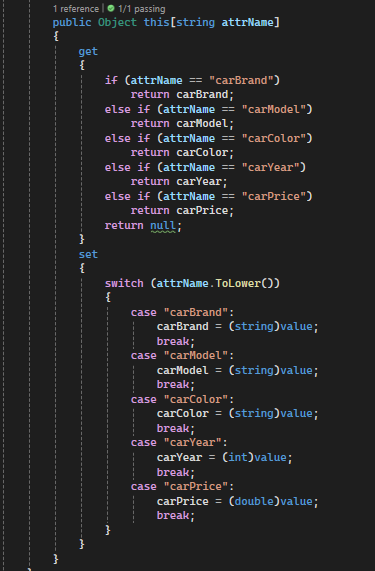 1 reference | 1/1 passing
public Object this[string attrName]
{
get
{
if (attrName == "carBrand")
return carBrand;
else if (attrName == "carModel")
return carModel;
else if (attrName == "carColor")
return carColor;
else if (attrName == "carYear")
return carYear;
else if (attrName == "carPrice")
return carPrice;
return null;
}
set
{
switch (attrName.ToLower())
{
case "carBrand":
carBrand = (string)value;
break;
case "carModel":
carModel = (string)value;
break;
case "carColor":
carColor = (string)value;
break;
case "carYear":
carYear = (int)value;
break;
case "carPrice":
carPrice = (double)value;
break;
}
}
}